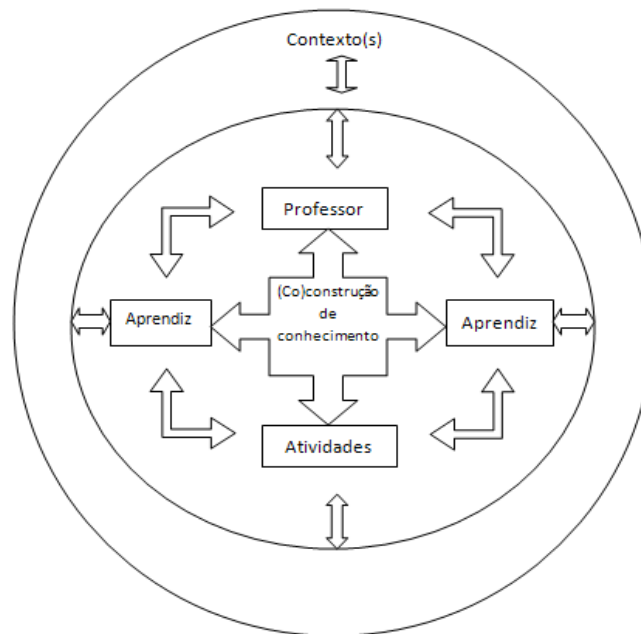 Contexto(s)
Professor
(Co)construção
de
conhecimento
Aprendiz
Aprendiz
Atividades